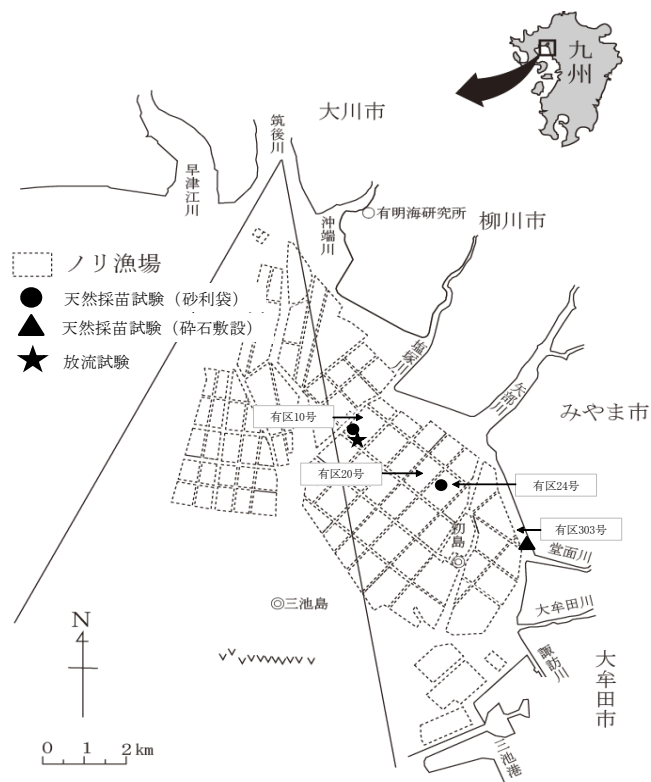 九州
大川市
筑後川
早津江川
沖端川
有明海研究所
柳川市
ノリ漁場
天然採苗試験（砂利袋）
天然採苗試験（砕石敷設）
放流試験
塩塚川
矢部川
みやま市
有区10号
有区20号
有区24号
有区303号
初島
堂面川
三池島
大牟田川
諏訪川
大牟田市
三池港
N
0 1 2km